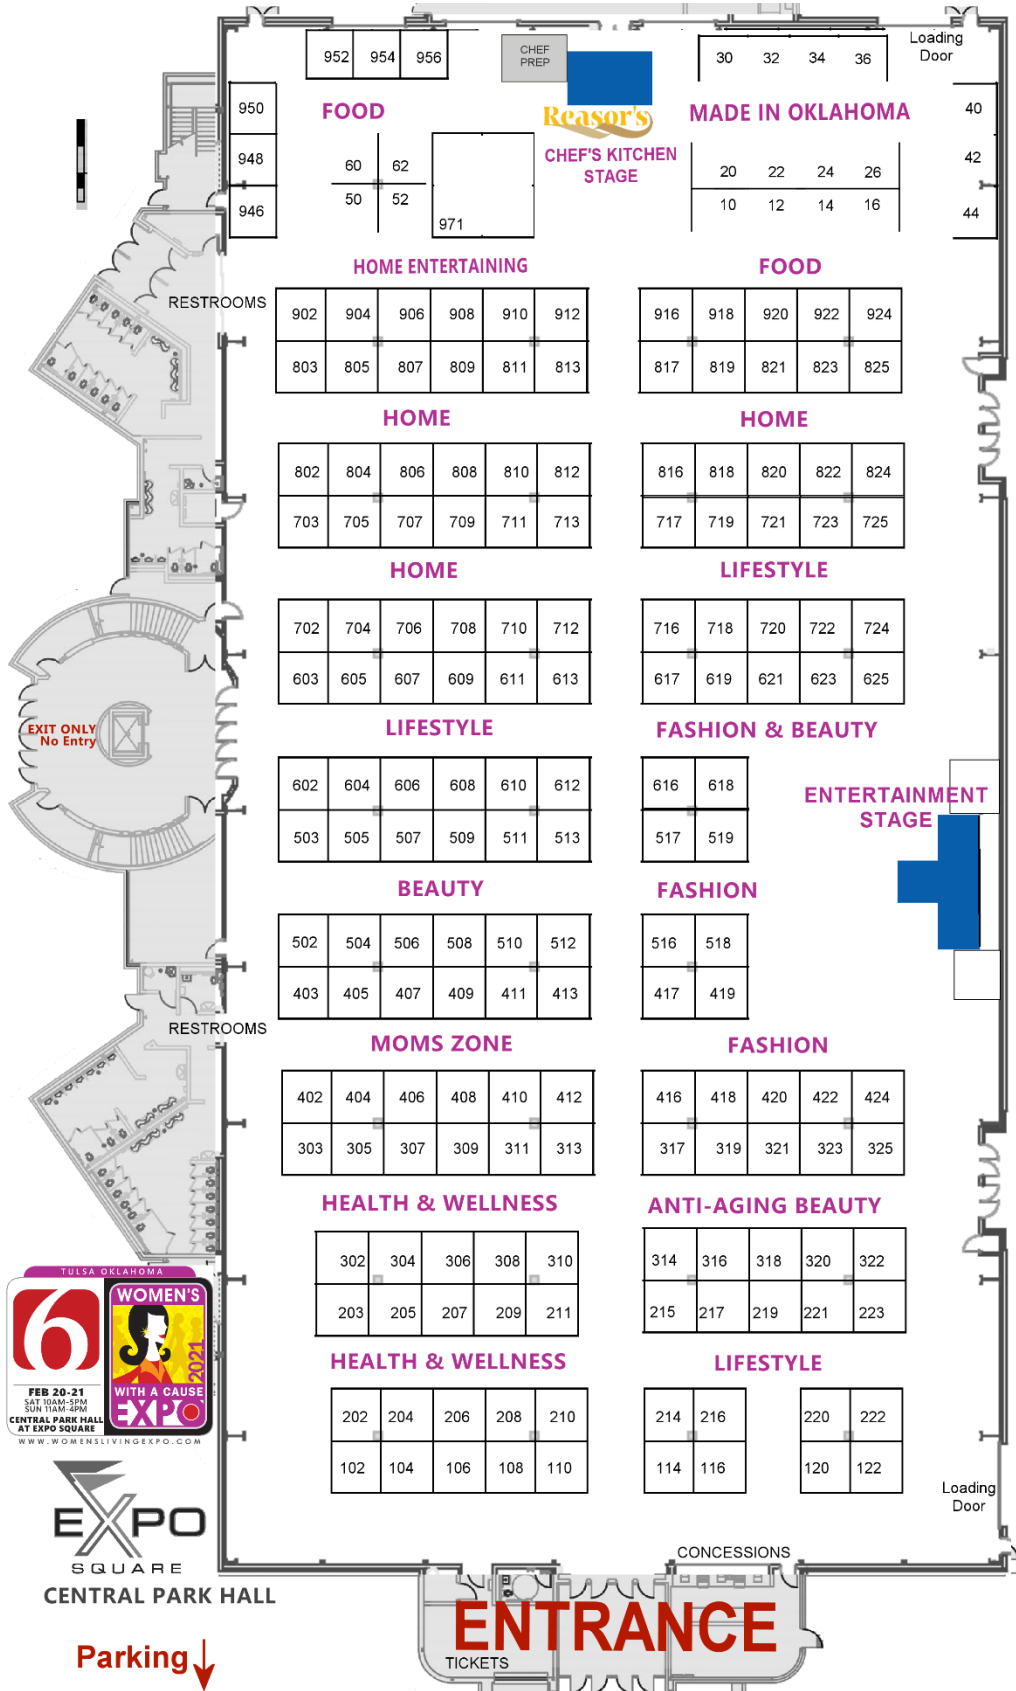 Loading
Door
952 954 956
CHEF
PREP
30 32 34 36
950
FOOD
Reasor's
MADE IN OKLAHOMA
40
948
CHEF'S KITCHEN
STAGE
42
60 62
20 22 24 26
946
50 52
971
10 12 14 16
44
HOME ENTERTAINING
FOOD
RESTROOMS
902 904 906 908 910 912
916 918 920 922 924
803 805 807 809 811 813
817 819 821 823 825
HOME
HOME
802 804 806 808 810 812
816 818 820 822 824
703 705 707 709 711 713
717 719 721 723 725
HOME
LIFESTYLE
702 704 706 708 710 712
716 718 720 722 724
603 605 607 609 611 613
617 619 621 623 625
EXIT ONLY
No Entry
LIFESTYLE
FASHION & BEAUTY
602 604 606 608 610 612
616 618
ENTERTAINMENT
STAGE
503 505 507 509 511 513
517 519
BEAUTY
FASHION
502 504 506 508 510 512
516 518
403 405 407 409 411 413
417 419
RESTROOMS
MOMS ZONE
FASHION
402 404 406 408 410 412
416 418 420 422 424
303 305 307 309 311 313
317 319 321 323 325
HEALTH & WELLNESS
ANTI-AGING BEAUTY
302 304 306 308 310
314 316 318 320 322
203 205 207 209 211
215 217 219 221 223
HEALTH & WELLNESS
LIFESTYLE
202 204 206 208 210
214 216 220 222
102 104 106 108 110
114 116 120 122
TULSA OKLAHOMA
6
WOMEN'S
2021
WITH A CAUSE
EXPO
FEB 20-21
SAT 10AM-5PM
SUN 11AM-4PM
CENTRAL PARK HALL
AT EXPO SQUARE
WWW.WOMENSLIVINGEXPO.COM
Loading
Door
EXPO
SQUARE
CENTRAL PARK HALL
CONCESSIONS
ENTRANCE
TICKETS
Parking